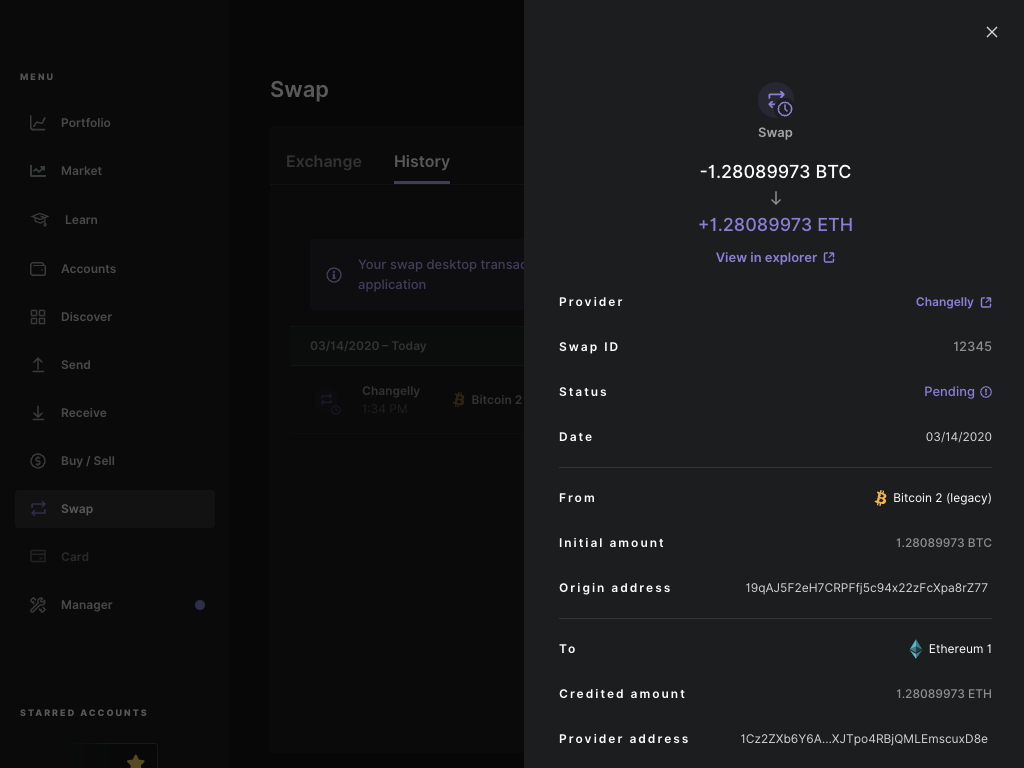 MENU
Portfolio
Market
Learn
Accounts
Discover
Send
Receive
Buy / Sell
Swap
Card
Manager
STARRED ACCOUNTS
Swap
Exchange
History
Your swap desktop transac
application
03/14/2020 – Today
Changelly
1:34 PM
Bitcoin 2
Swap
-1.28089973 BTC
+1.28089973 ETH
View in explorer
Provider Changelly
Swap ID 12345
Status Pending
Date 03/14/2020
From Bitcoin 2 (legacy)
Initial amount 1.28089973 BTC
Origin address 19qAJ5F2eH7CRPFfj5c94x22zFcXpa8rZ77
To Ethereum 1
Credited amount 1.28089973 ETH
Provider address 1Cz2ZXb6Y6A...XJTpo4RBjQMLEmscuxD8e